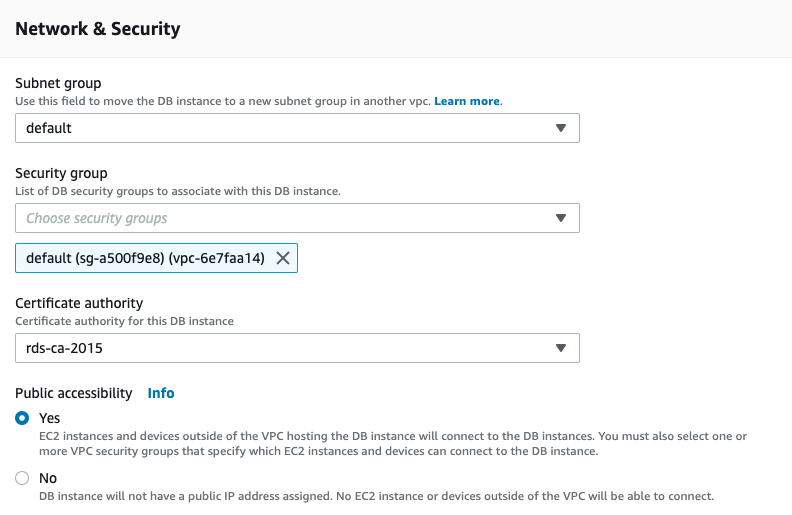 Network & Security
Subnet group
Use this field to move the DB instance to a new subnet group in another vpc. Learn more.
default
Security group
List of DB security groups to associate with this DB instance.
Choose security groups
default (sg-a500f9e8) (vpc-6e7faa14)
Certificate authority
Certificate authority for this DB instance
rds-ca-2015
Public accessibility Info
Yes
EC2 instances and devices outside of the VPC hosting the DB instance will connect to the DB instances. You must also select one or
more VPC security groups that specify which EC2 instances and devices can connect to the DB instance.
No
DB instance will not have a public IP address assigned. No EC2 instance or devices outside of the VPC will be able to connect.